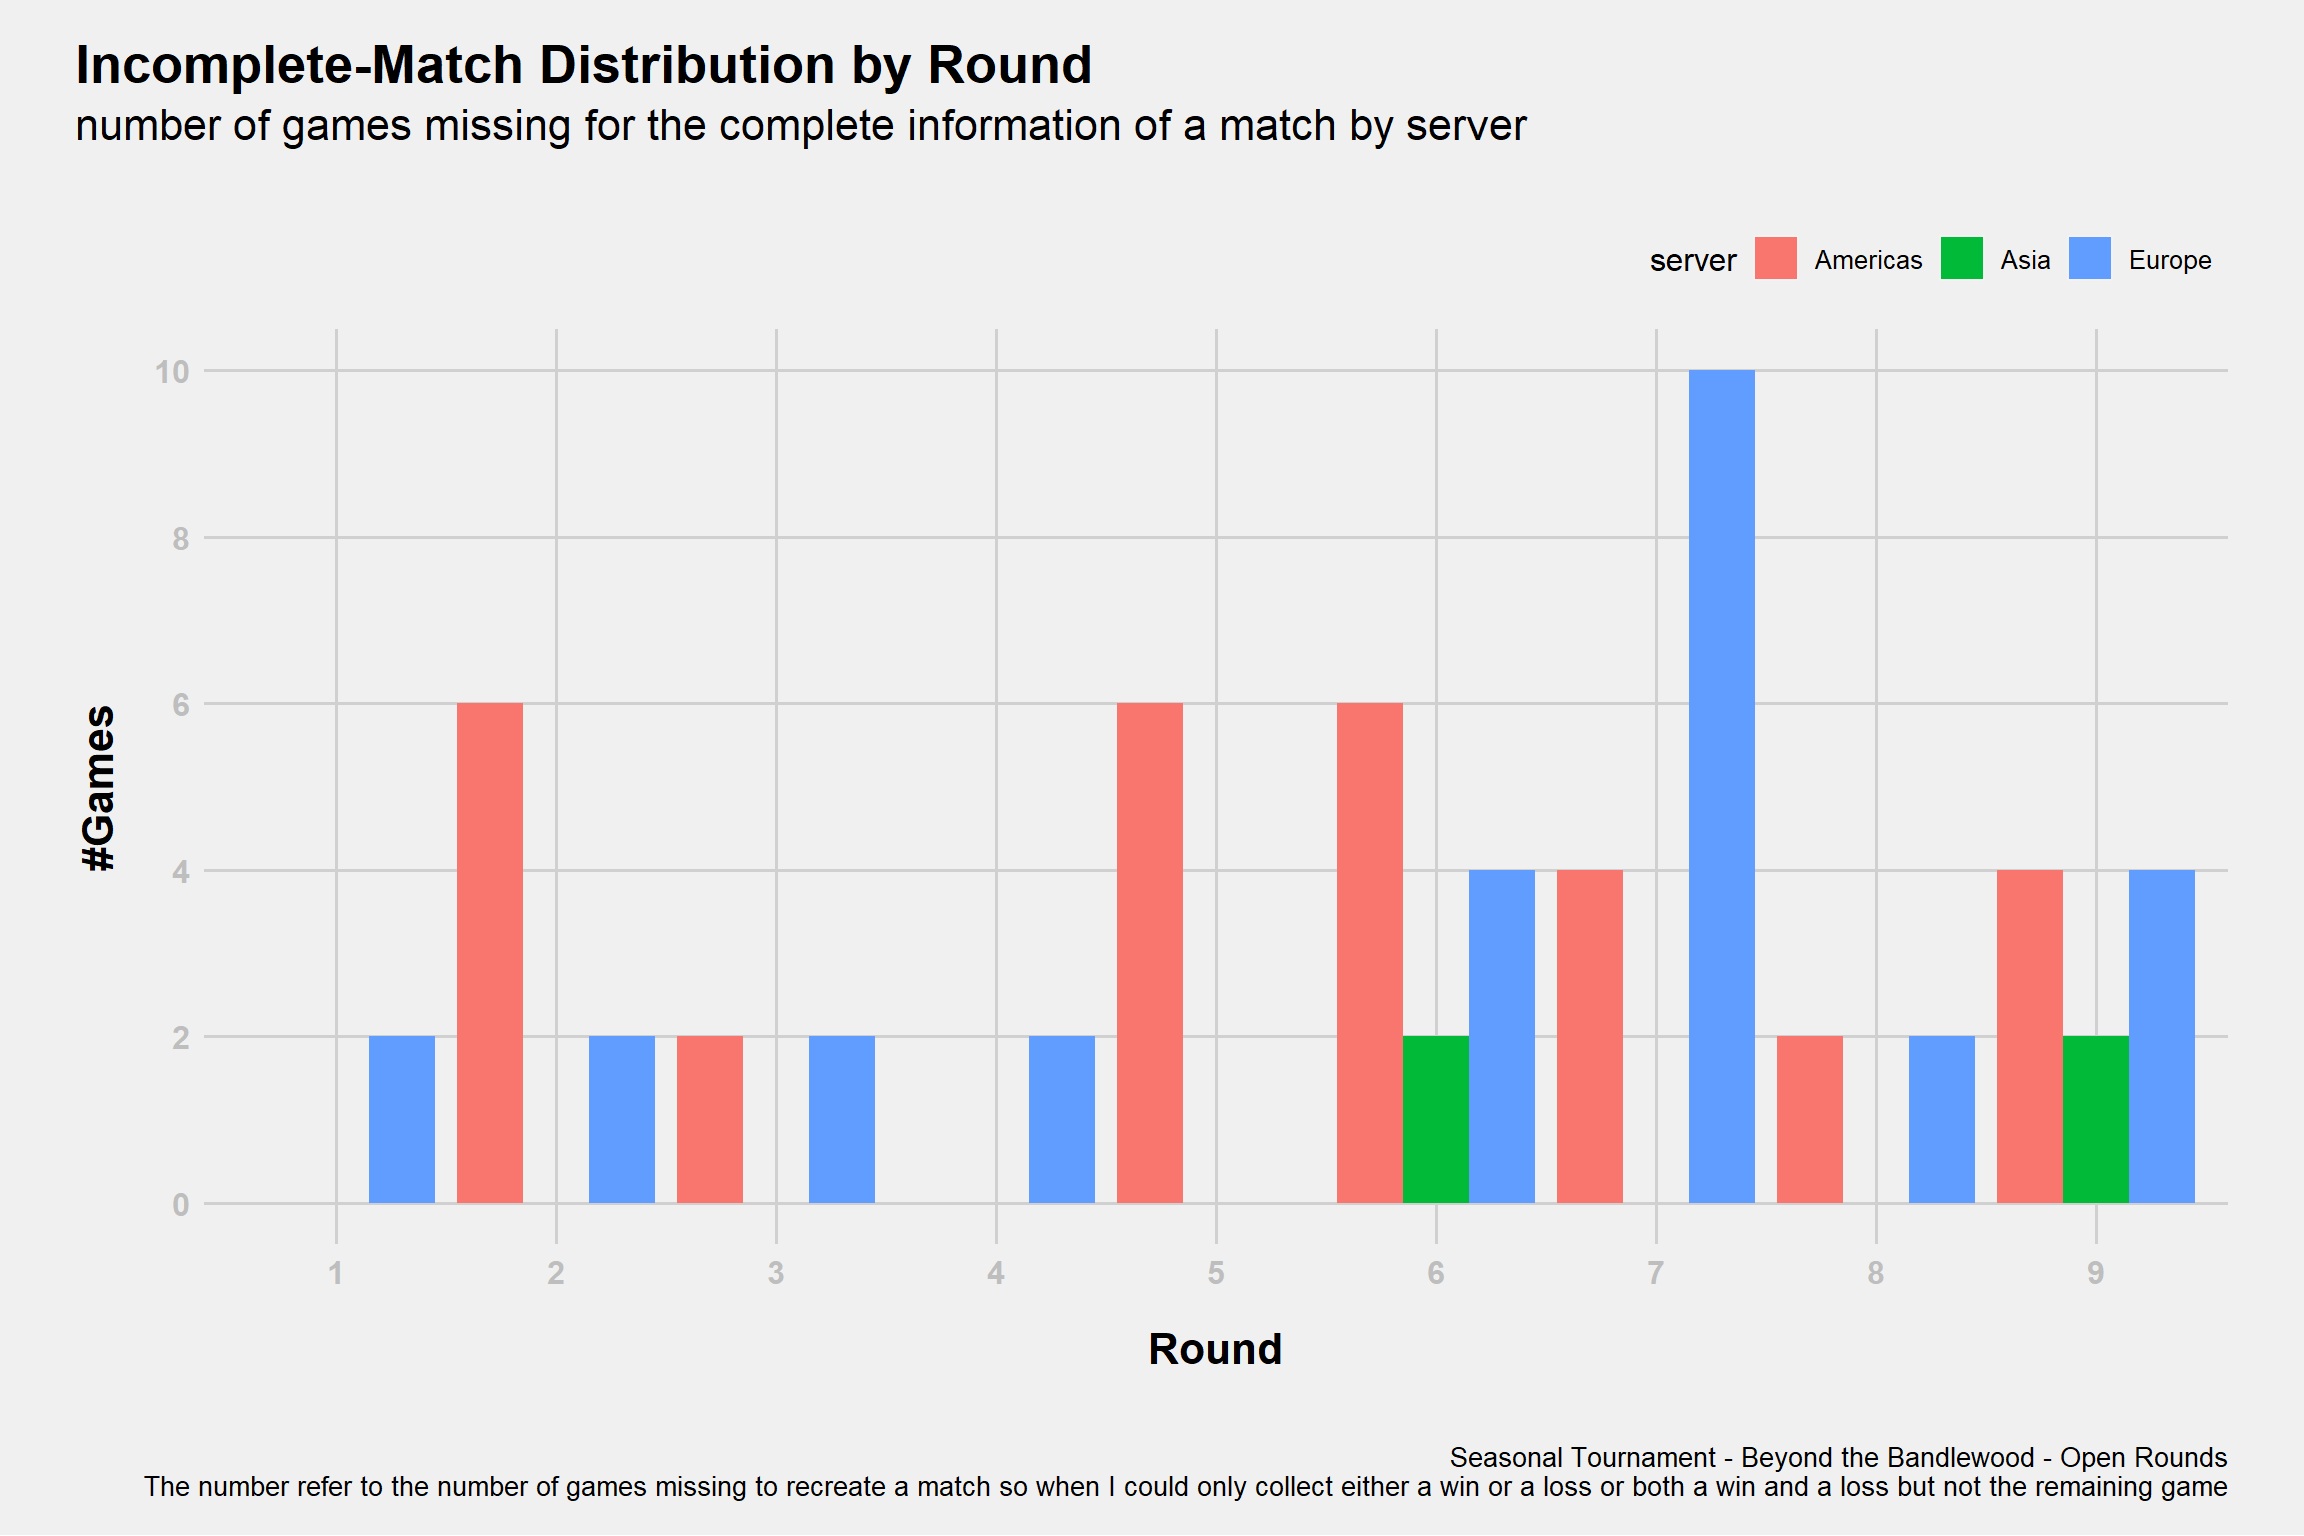 Incomplete-Match Distribution by Round
number of games missing for the complete information of a match by server
server Americas Asia Europe
10
8
6
4
2
0
#Games
1 2 3 4 5 6 7 8 9
Round
Seasonal Tournament - Beyond the Bandlewood - Open Rounds
The number refer to the number of games missing to recreate a match so when I could only collect either a win or a loss or both a win and a loss but not the remaining game